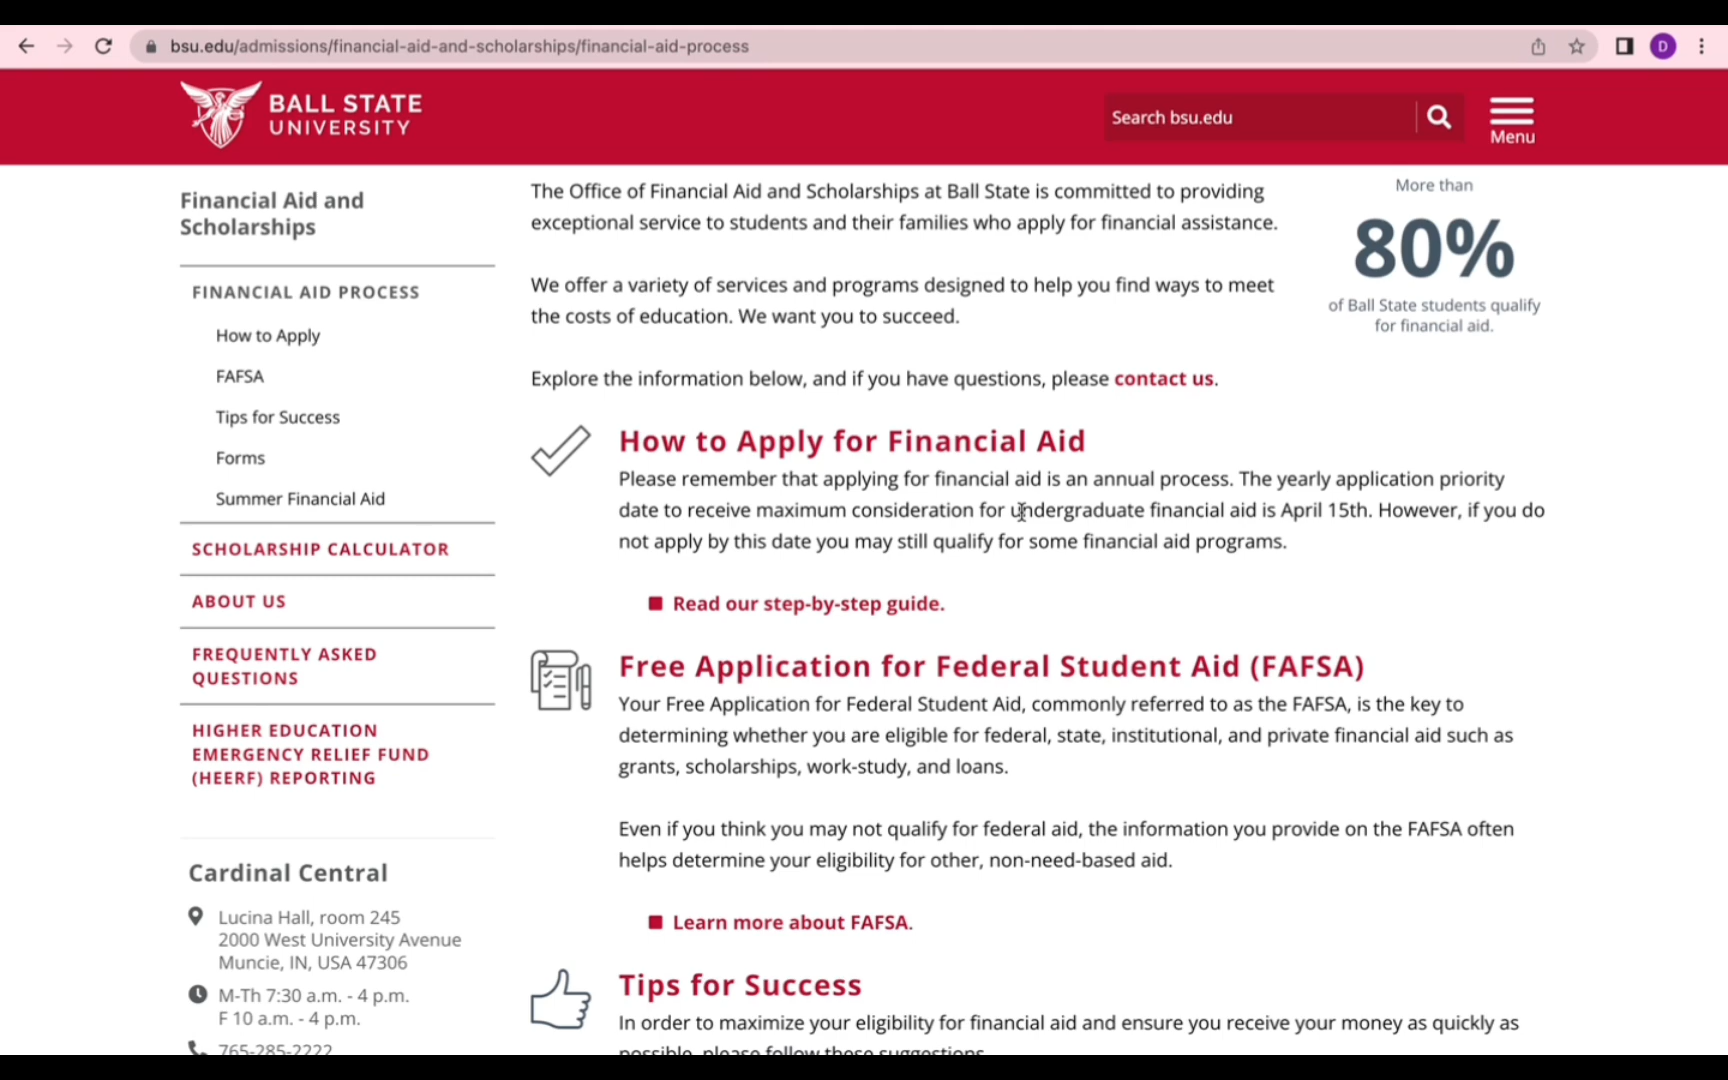 bsu.edu/admissions/financial-aid-and-scholarships/financial-aid-process
D
BALL STATE
UNIVERSITY
Search bsu.edu
Menu
Financial Aid and
Scholarships
FINANCIAL AID PROCESS
How to Apply
FAFSA
Tips for Success
Forms
Summer Financial Aid
SCHOLARSHIP CALCULATOR
ABOUT US
FREQUENTLY ASKED
QUESTIONS
HIGHER EDUCATION
EMERGENCY RELIEF FUND
(HEERF) REPORTING
Cardinal Central
Lucina Hall, room 245
2000 West University Avenue
Muncie, IN, USA 47306
M-Th 7:30 a.m. - 4 p.m.
F 10 a.m. - 4 p.m.
765-285-2222
The Office of Financial Aid and Scholarships at Ball State is committed to providing
exceptional service to students and their families who apply for financial assistance.
We offer a variety of services and programs designed to help you find ways to meet
the costs of education. We want you to succeed.
Explore the information below, and if you have questions, please contact us.
More than
80%
of Ball State students qualify
for financial aid.
How to Apply for Financial Aid
Please remember that applying for financial aid is an annual process. The yearly application priority
date to receive maximum consideration for undergraduate financial aid is April 15th. However, if you do
not apply by this date you may still qualify for some financial aid programs.
Read our step-by-step guide.
Free Application for Federal Student Aid (FAFSA)
Your Free Application for Federal Student Aid, commonly referred to as the FAFSA, is the key to
determining whether you are eligible for federal, state, institutional, and private financial aid such as
grants, scholarships, work-study, and loans.
Even if you think you may not qualify for federal aid, the information you provide on the FAFSA often
helps determine your eligibility for other, non-need-based aid.
Learn more about FAFSA.
Tips for Success
In order to maximize your eligibility for financial aid and ensure you receive your money as quickly as
possible, please follow these suggestions.